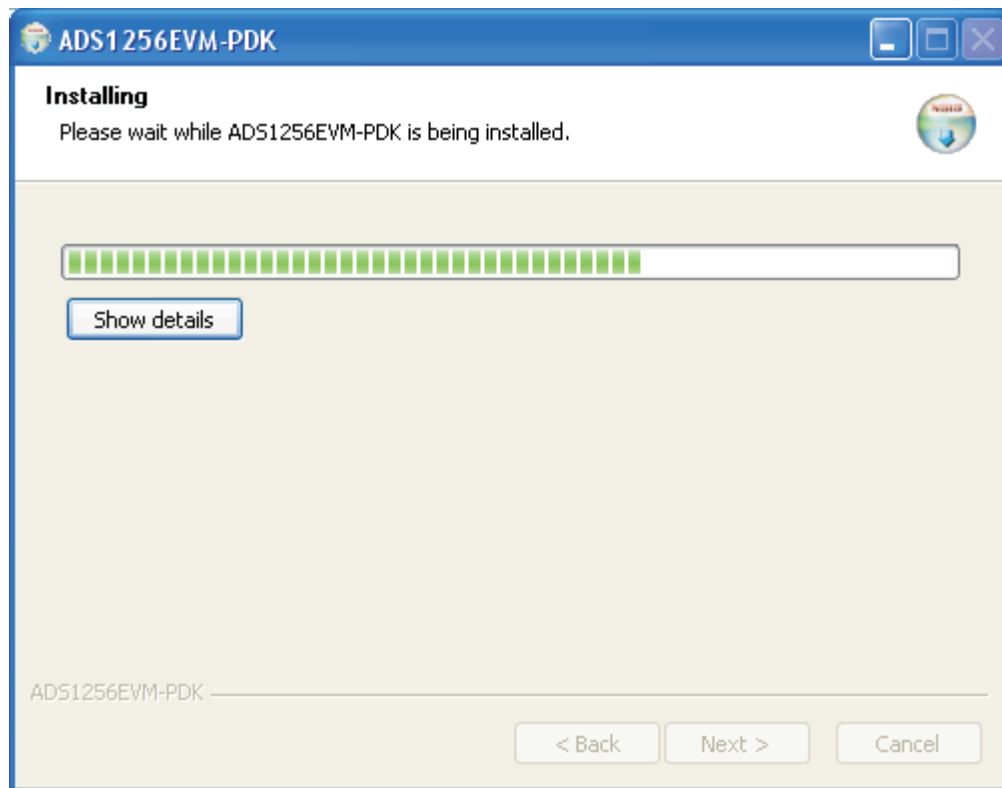 ADS1256EVM-PDK
Installing
Please wait while ADS1256EVM-PDK is being installed.
Show details
ADS1256EVM-PDK
< Back Next > Cancel